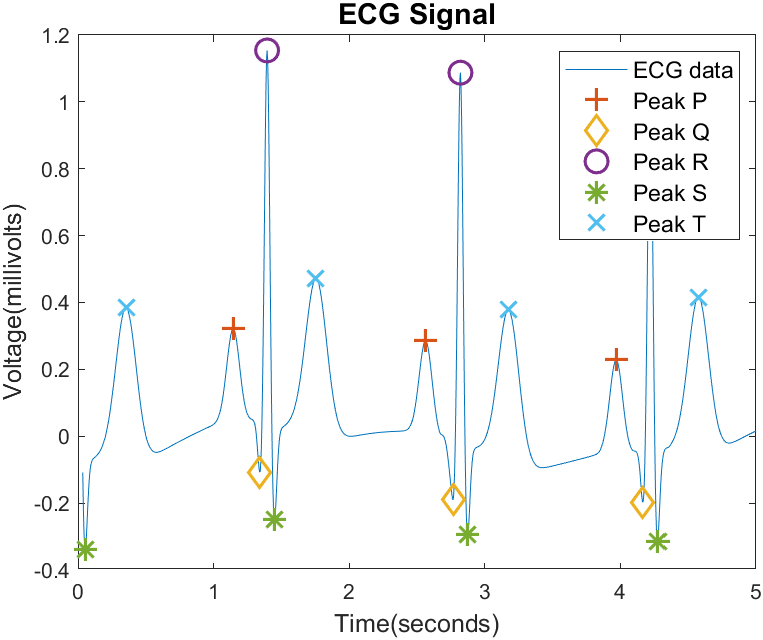 ECG Signal
1.2
1
0.8
0.6
0.4
0.2
0
-0.2
-0.4
Voltage(millivolts)
ECG data
Peak P
Peak Q
Peak R
Peak S
Peak T
0 1 2 3 4 5
Time(seconds)